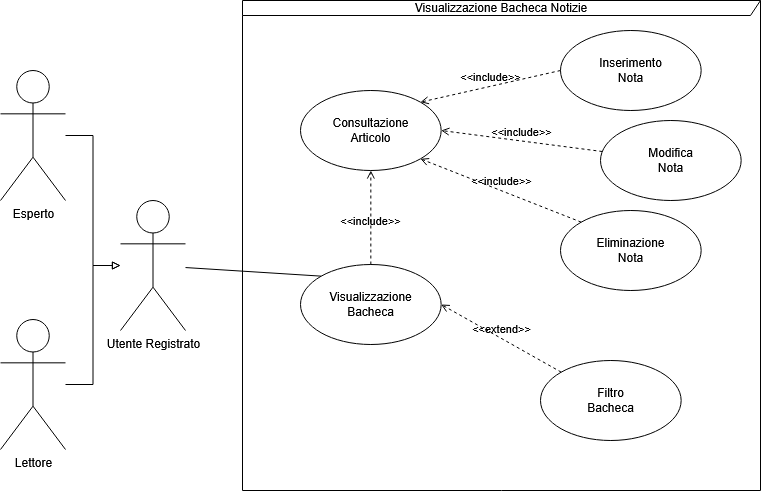 Visualizzazione Bacheca Notizie
Inserimento
Nota
<<include>>
Consultazione
Articolo
<<include>>
Modifica
Nota
<<include>>
Esperto
<<include>>
Eliminazione
Nota
Visualizzazione
Bacheca
<<extend>>
Utente Registrato
Filtro
Bacheca
Lettore